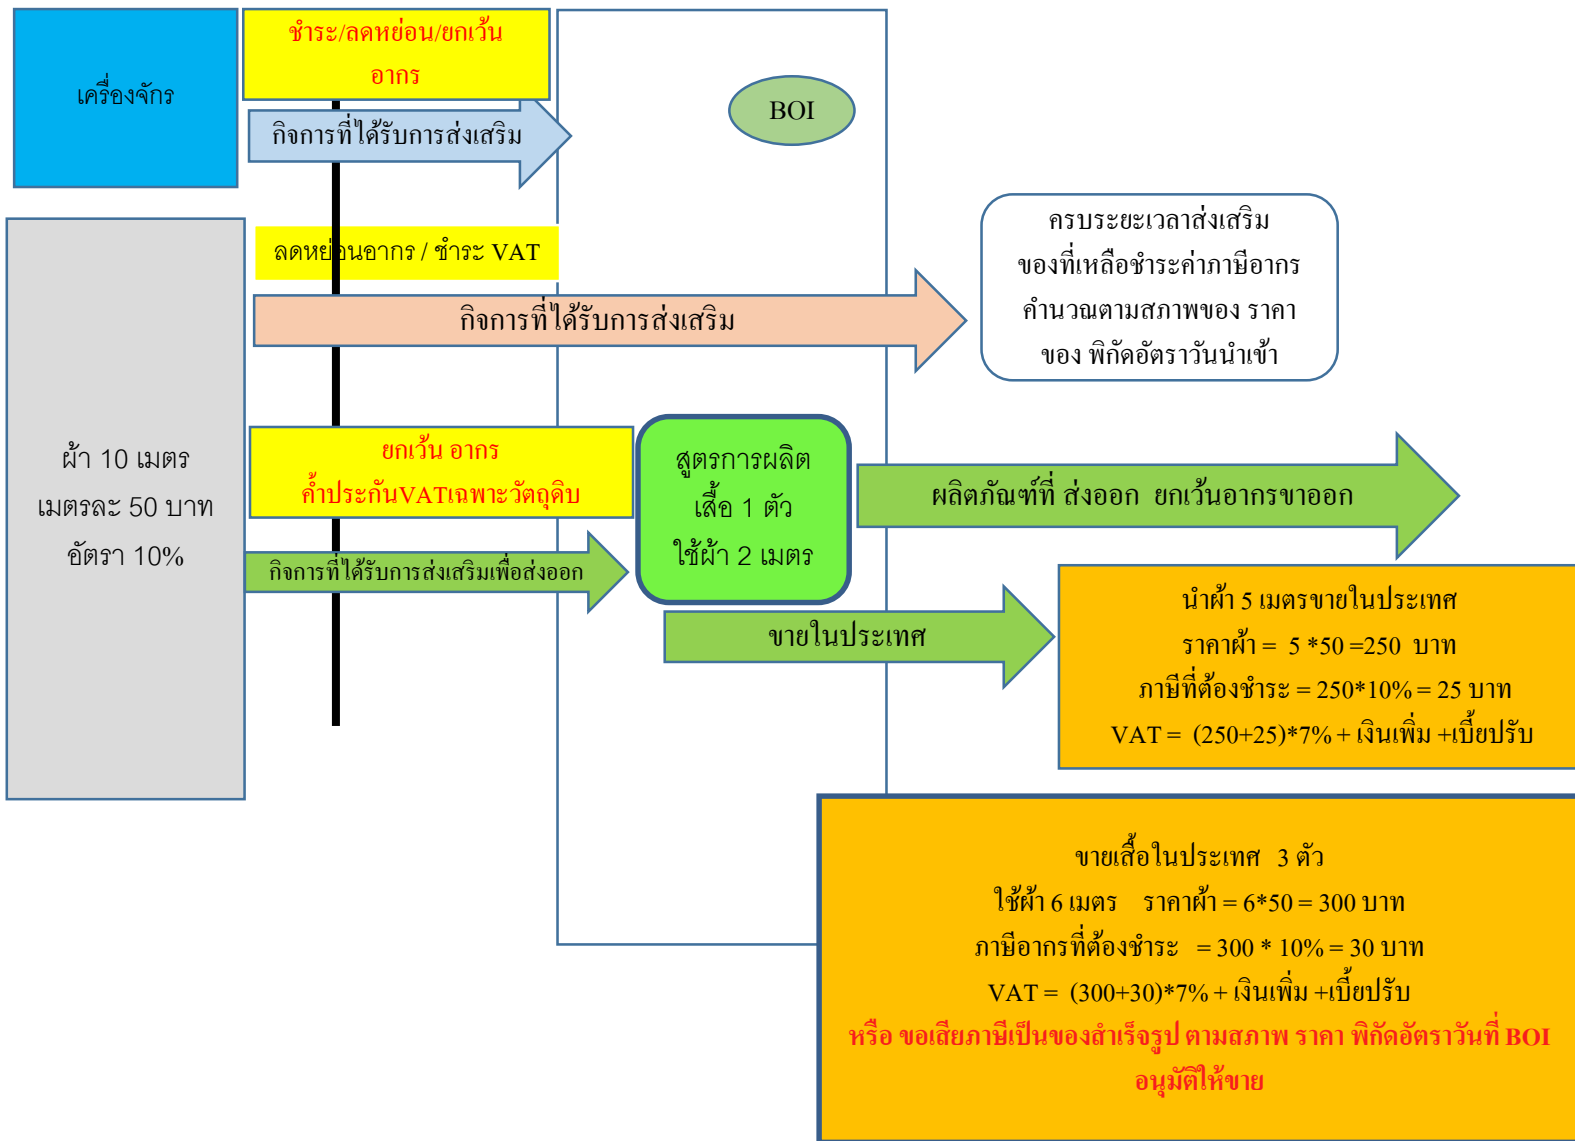 เครื่องจักร
ชำระ/ลดหย่อน/ยกเว้น
อากร
กิจการที่ได้รับการส่งเสริม
BOI
ลดหย่อนอากร / ชำระ VAT
กิจการที่ได้รับการส่งเสริม
ครบระยะเวลาส่งเสริม
ของที่เหลือชำระค่าภาษีอากร
คำนวณตามสภาพของ ราคา
ของ พิกัดอัตราวันนำเข้า
ผ้า 10 เมตร
เมตรละ 50 บาท
อัตรา 10%
ยกเว้น อากร
ค้ำประกันVATเฉพาะวัตถุดิบ
กิจการที่ได้รับการส่งเสริมเพื่อส่งออก
สูตรการผลิต
เสื้อ 1 ตัว
ใช้ผ้า 2 เมตร
ผลิตภัณฑ์ที่ ส่งออก ยกเว้นอากรขาออก
ขายในประเทศ
นำผ้า 5 เมตรขายในประเทศ
ราคาผ้า = 5 *50 =250 บาท
ภาษีที่ต้องชำระ = 250*10% = 25 บาท
VAT = (250+25)*7% + เงินเพิ่ม +เบี้ยปรับ
ขายเสื้อในประเทศ 3 ตัว
ใช้ผ้า 6 เมตร ราคาผ้า = 6*50 = 300 บาท
ภาษีอากรที่ต้องชำระ = 300 * 10% = 30 บาท
VAT = (300+30)*7% + เงินเพิ่ม +เบี้ยปรับ
หรือ ขอเสียภาษีเป็นของสำเร็จรูป ตามสภาพ ราคา พิกัดอัตราวันที่ BOI
อนุมัติให้ขาย